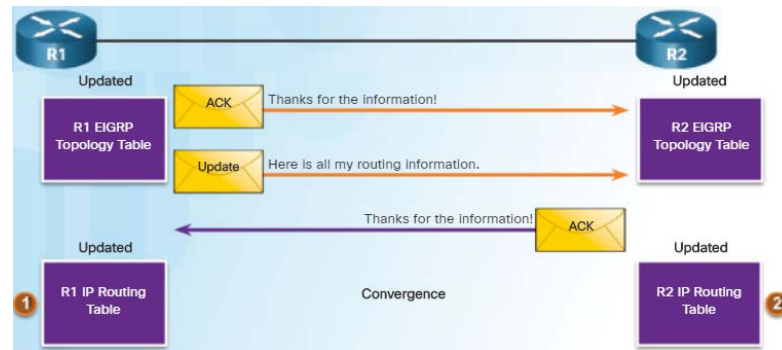 R1
R2
Updated
Updated
ACK
Thanks for the information!
R1 EIGRP
Topology Table
R2 EIGRP
Topology Table
Update
Here is all my routing information.
Thanks for the information!
ACK
Updated
Updated
1
R1 IP Routing
Table
Convergence
R2 IP Routing
Table
2